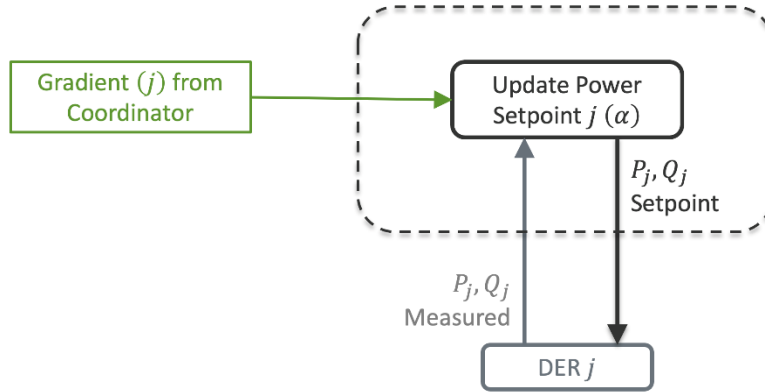 Gradient (j) from
Coordinator
Update Power
Setpoint j (α)
P_j, Q_j
Setpoint
P_j, Q_j
Measured
DER j